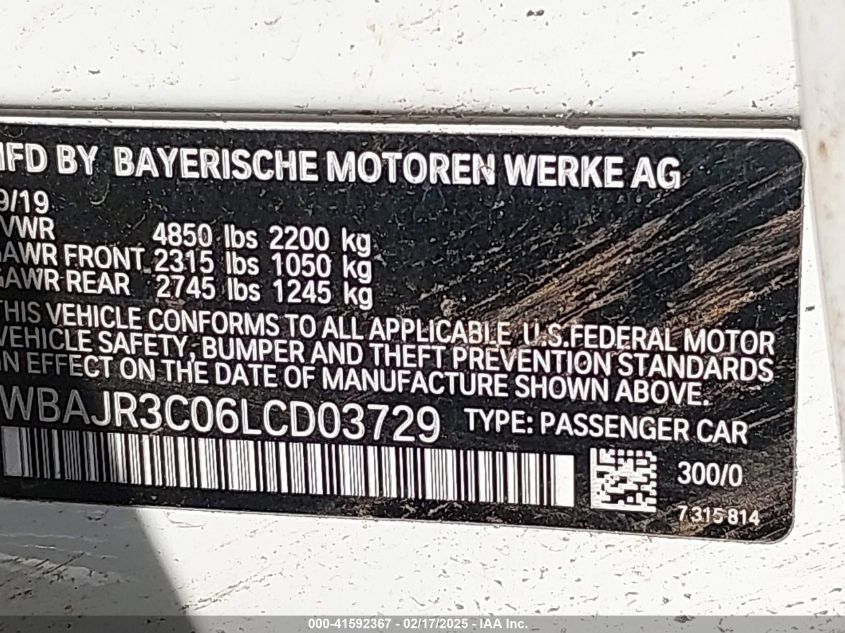 MFD BY BAYERISCHE MOTOREN WERKE AG
9/19
VWR 4850 lbs 2200 kg
AWR FRONT 2315 lbs 1050 kg
AWR REAR 2745 lbs 1245 kg
THIS VEHICLE CONFORMS TO ALL APPLICABLE U.S.FEDERAL MOTOR
VEHICLE SAFETY, BUMPER AND THEFT PREVENTION STANDARDS
IN EFFECT ON THE DATE OF MANUFACTURE SHOWN ABOVE.
WBAJR3C06LCD03729 TYPE: PASSENGER CAR
300/0
7 315 814
000-41592367 - 02/17/2025 - IAA Inc.